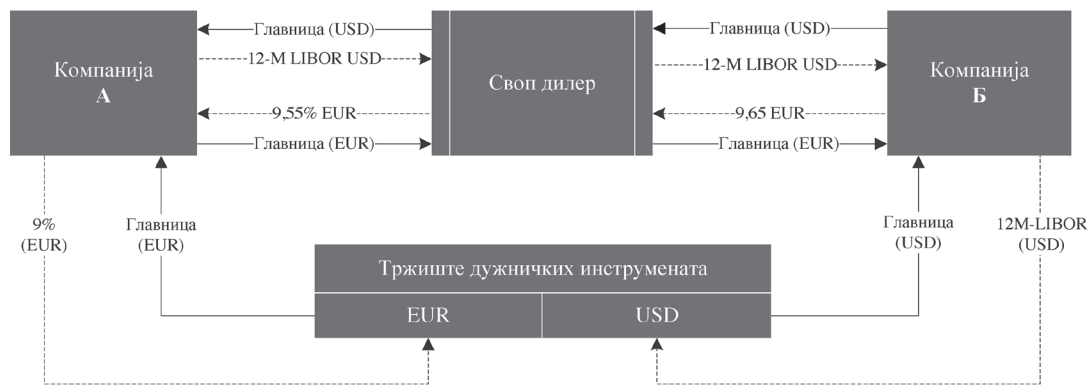 Главница (USD)
Главница (USD)
12-M LIBOR USD
12-M LIBOR USD
Компанија
А
Своп дилер
Компанија
Б
9,55% EUR
9,65 EUR
Главница (EUR)
Главница (EUR)
9%
(EUR)
Главница
(EUR)
Главница
(USD)
12M-LIBOR
(USD)
Тржиште дужничких инструмената
EUR
USD